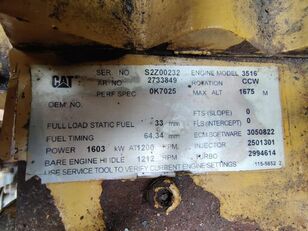 CAT SER NO S2Z00232 ENGINE MODEL 3516
AR NO 2733849 ROTATION CCW
PERF SPEC 0K7025 MAX ALT 1675 M
OEM NO.
FTS (SLOPE) 0
FULL LOAD STATIC FUEL 33 mm FLS (INTERCEPT) 0
FUEL TIMING 64.34 mm ECM SOFTWARE 3050822
POWER 1603 kW AT 1200 RPM INJECTOR 2501301
BARE ENGINE HI IDLE 1212 RPM TURBO 2994614
USE SERVICE TOOL TO VERIFY CURRENT ENGINE SETTINGS 115-5852 2